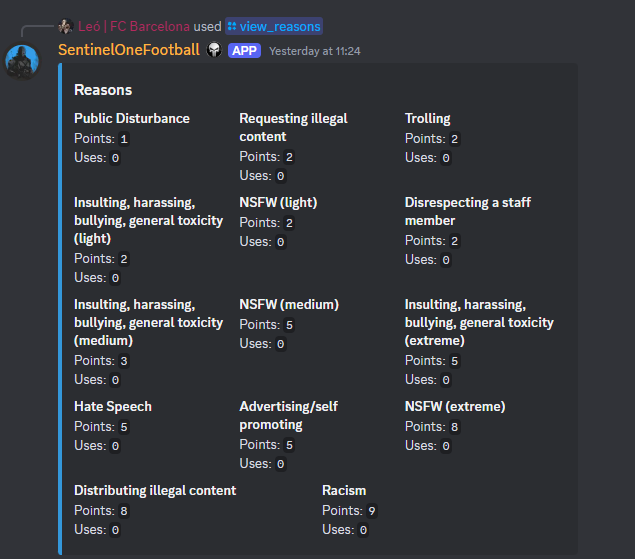 Leó | FC Barcelona used view_reasons
SentinelOneFootball APP Yesterday at 11:24
Reasons
Public Disturbance
Points: 1
Uses: 0
Requesting illegal
content
Points: 2
Uses: 0
Trolling
Points: 2
Uses: 0
Insulting, harassing,
bullying, general toxicity
(light)
Points: 2
Uses: 0
NSFW (light)
Points: 2
Uses: 0
Disrespecting a staff
member
Points: 2
Uses: 0
Insulting, harassing,
bullying, general toxicity
(medium)
Points: 3
Uses: 0
NSFW (medium)
Points: 5
Uses: 0
Insulting, harassing,
bullying, general toxicity
(extreme)
Points: 5
Uses: 0
Hate Speech
Points: 5
Uses: 0
Advertising/self
promoting
Points: 5
Uses: 0
NSFW (extreme)
Points: 8
Uses: 0
Distributing illegal content
Points: 8
Uses: 0
Racism
Points: 9
Uses: 0